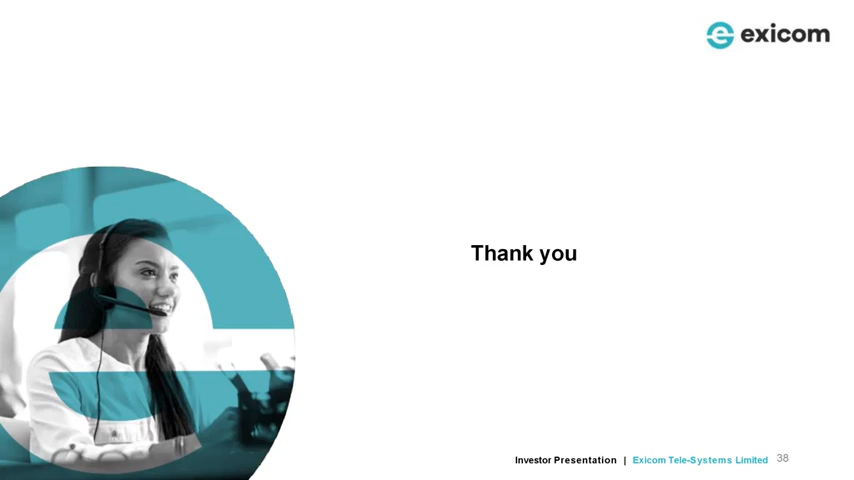 exicom
Thank you
Investor Presentation | Exicom Tele-Systems Limited 38